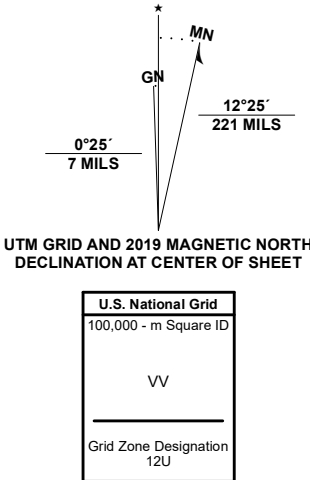 ★
MN
GN
12°25´
221 MILS
0°25´
7 MILS
UTM GRID AND 2019 MAGNETIC NORTH
DECLINATION AT CENTER OF SHEET
U.S. National Grid
100,000 - m Square ID
VV
Grid Zone Designation
12U